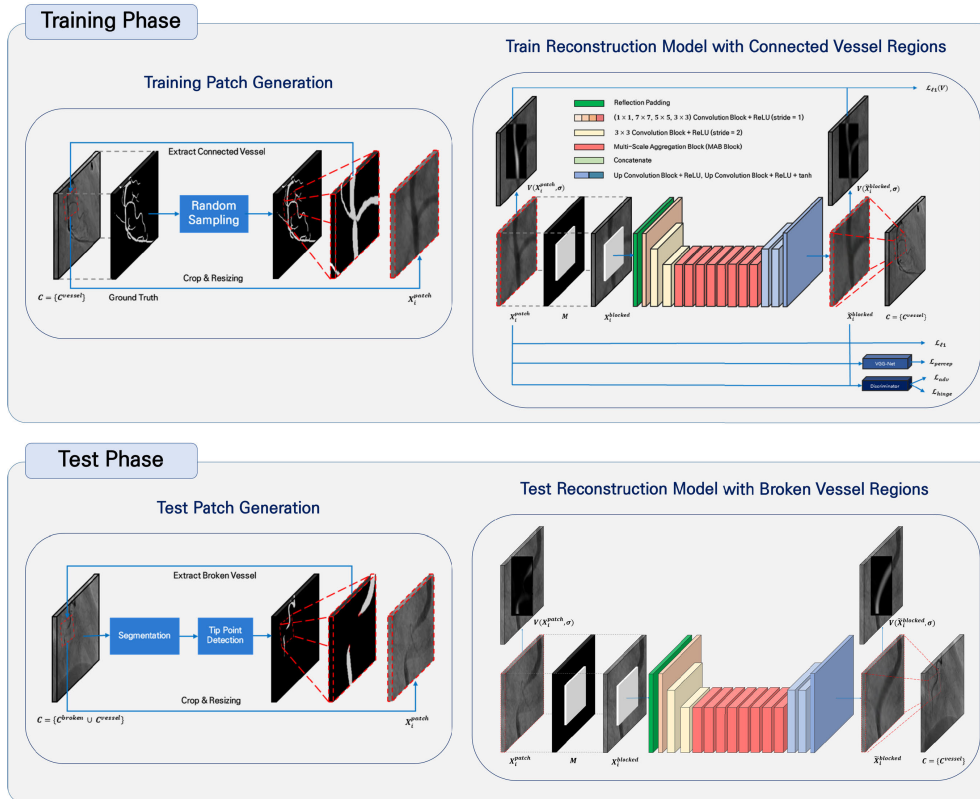 Training Phase
Training Patch Generation
Extract Connected Vessel
Random
Sampling
Crop & Resizing
C = {C^vessel}
Ground Truth
X_i^patch
Train Reconstruction Model with Connected Vessel Regions
Reflection Padding
(1 × 1, 7 × 7, 5 × 5, 3 × 3) Convolution Block + ReLU (stride = 1)
3 × 3 Convolution Block + ReLU (stride = 2)
Multi-Scale Aggregation Block (MAB Block)
Concatenate
Up Convolution Block + ReLU, Up Convolution Block + ReLU + tanh
ℒ_ℓ1(V)
V(X_i^patch, σ)
V(X̃_i^blocked, σ)
X_i^patch
M
X_i^blocked
X̃_i^blocked
C = {C^vessel}
ℒ_ℓ1
VGG-Net
ℒ_percep
Discriminator
ℒ_adv
ℒ_hinge
Test Phase
Test Patch Generation
Extract Broken Vessel
Segmentation
Tip Point
Detection
Crop & Resizing
C = {C^broken ∪ C^vessel}
X_i^patch
Test Reconstruction Model with Broken Vessel Regions
V(X_i^patch, σ)
V(X̃_i^blocked, σ)
X_i^patch
M
X_i^blocked
X̃_i^blocked
C = {C^vessel}